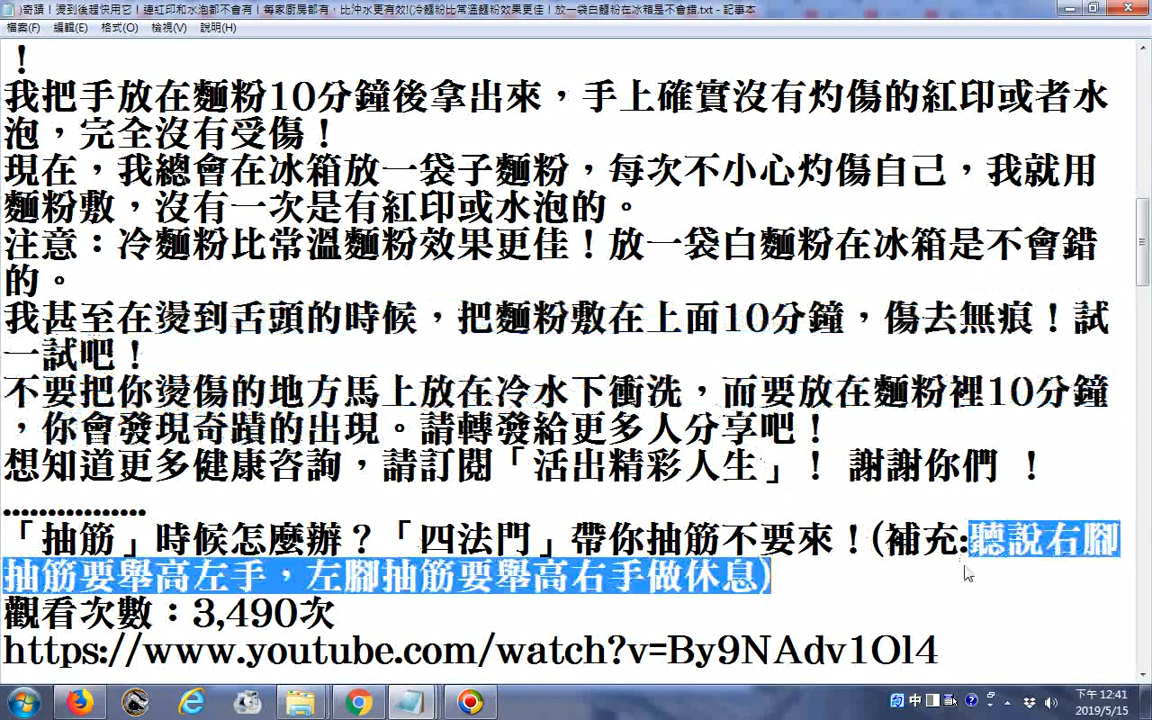 )奇蹟！燙到後趕快用它！連紅印和水泡都不會有！每家廚房都有，比沖水更有效!(冷麵粉比常溫麵粉效果更佳！放一袋白麵粉在冰箱是不會錯.txt - 記事本
檔案(F) 編輯(E) 格式(O) 檢視(V) 說明(H)
！
我把手放在麵粉10分鐘後拿出來，手上確實沒有灼傷的紅印或者水
泡，完全沒有受傷！
現在，我總會在冰箱放一袋子麵粉，每次不小心灼傷自己，我就用
麵粉敷，沒有一次是有紅印或水泡的。
注意：冷麵粉比常溫麵粉效果更佳！放一袋白麵粉在冰箱是不會錯
的。
我甚至在燙到舌頭的時候，把麵粉敷在上面10分鐘，傷去無痕！試
一試吧！
不要把你燙傷的地方馬上放在冷水下衝洗，而要放在麵粉裡10分鐘
，你會發現奇蹟的出現。請轉發給更多人分享吧！
想知道更多健康咨詢，請訂閱「活出精彩人生」！ 謝謝你們 ！
................
「抽筋」時候怎麼辦？「四法門」帶你抽筋不要來！(補充:聽說右腳
抽筋要舉高左手，左腳抽筋要舉高右手做休息)
觀看次數：3,490次
https://www.youtube.com/watch?v=By9NAdv1Ol4
中
下午 12:41
2019/5/15